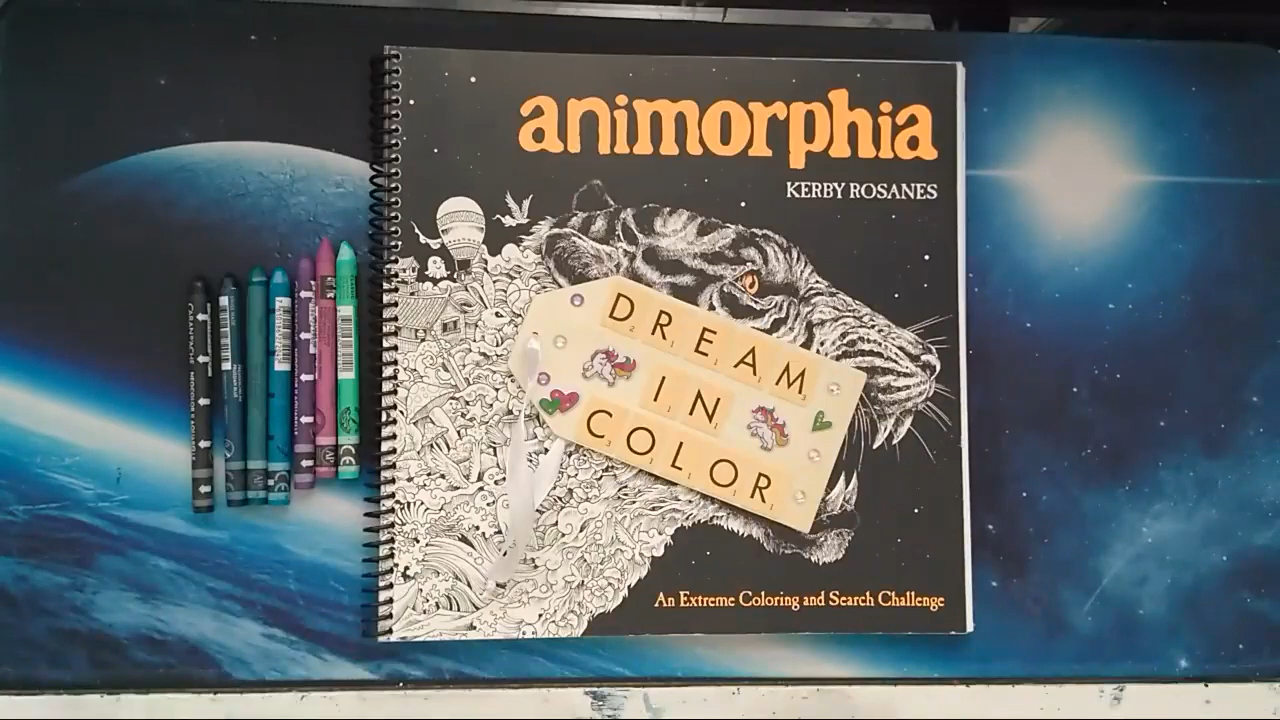 animorphia
KERBY ROSANES
DREAM
IN
COLOR
An Extreme Coloring and Search Challenge